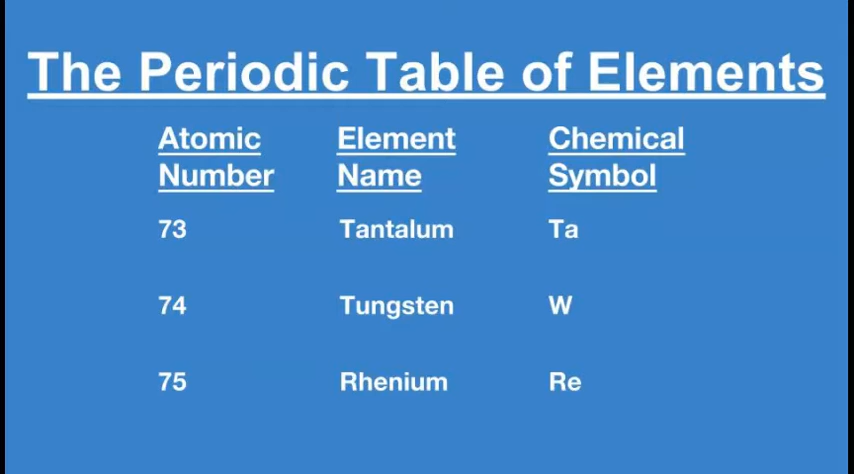 The Periodic Table of Elements
Atomic Number Element Name Chemical Symbol
73 Tantalum Ta
74 Tungsten W
75 Rhenium Re